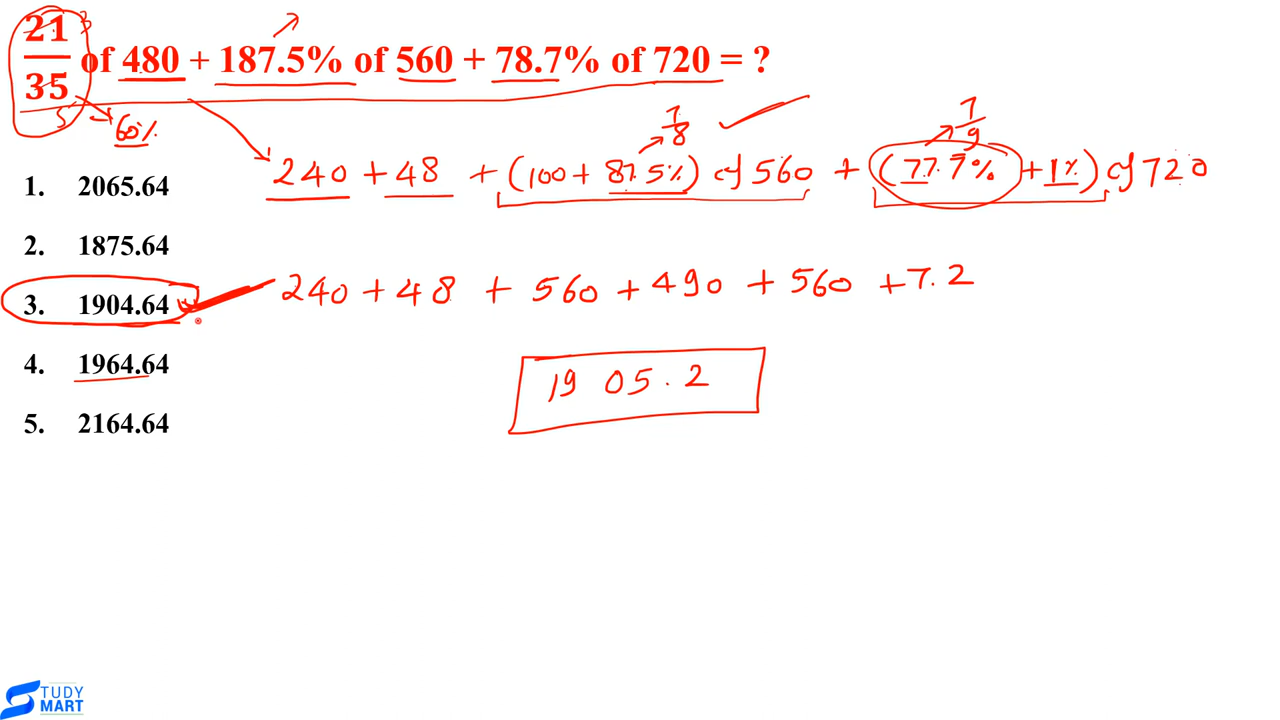 21/35 of 480 + 187.5% of 560 + 78.7% of 720 = ?
3
5
60%
7/8
7/9
240 + 48 + (100 + 87.5%) of 560 + (77.7% + 1%) of 720
1. 2065.64
2. 1875.64
240 + 48 + 560 + 490 + 560 + 7.2
3. 1904.64
4. 1964.64
1905.2
5. 2164.64
STUDY
MART